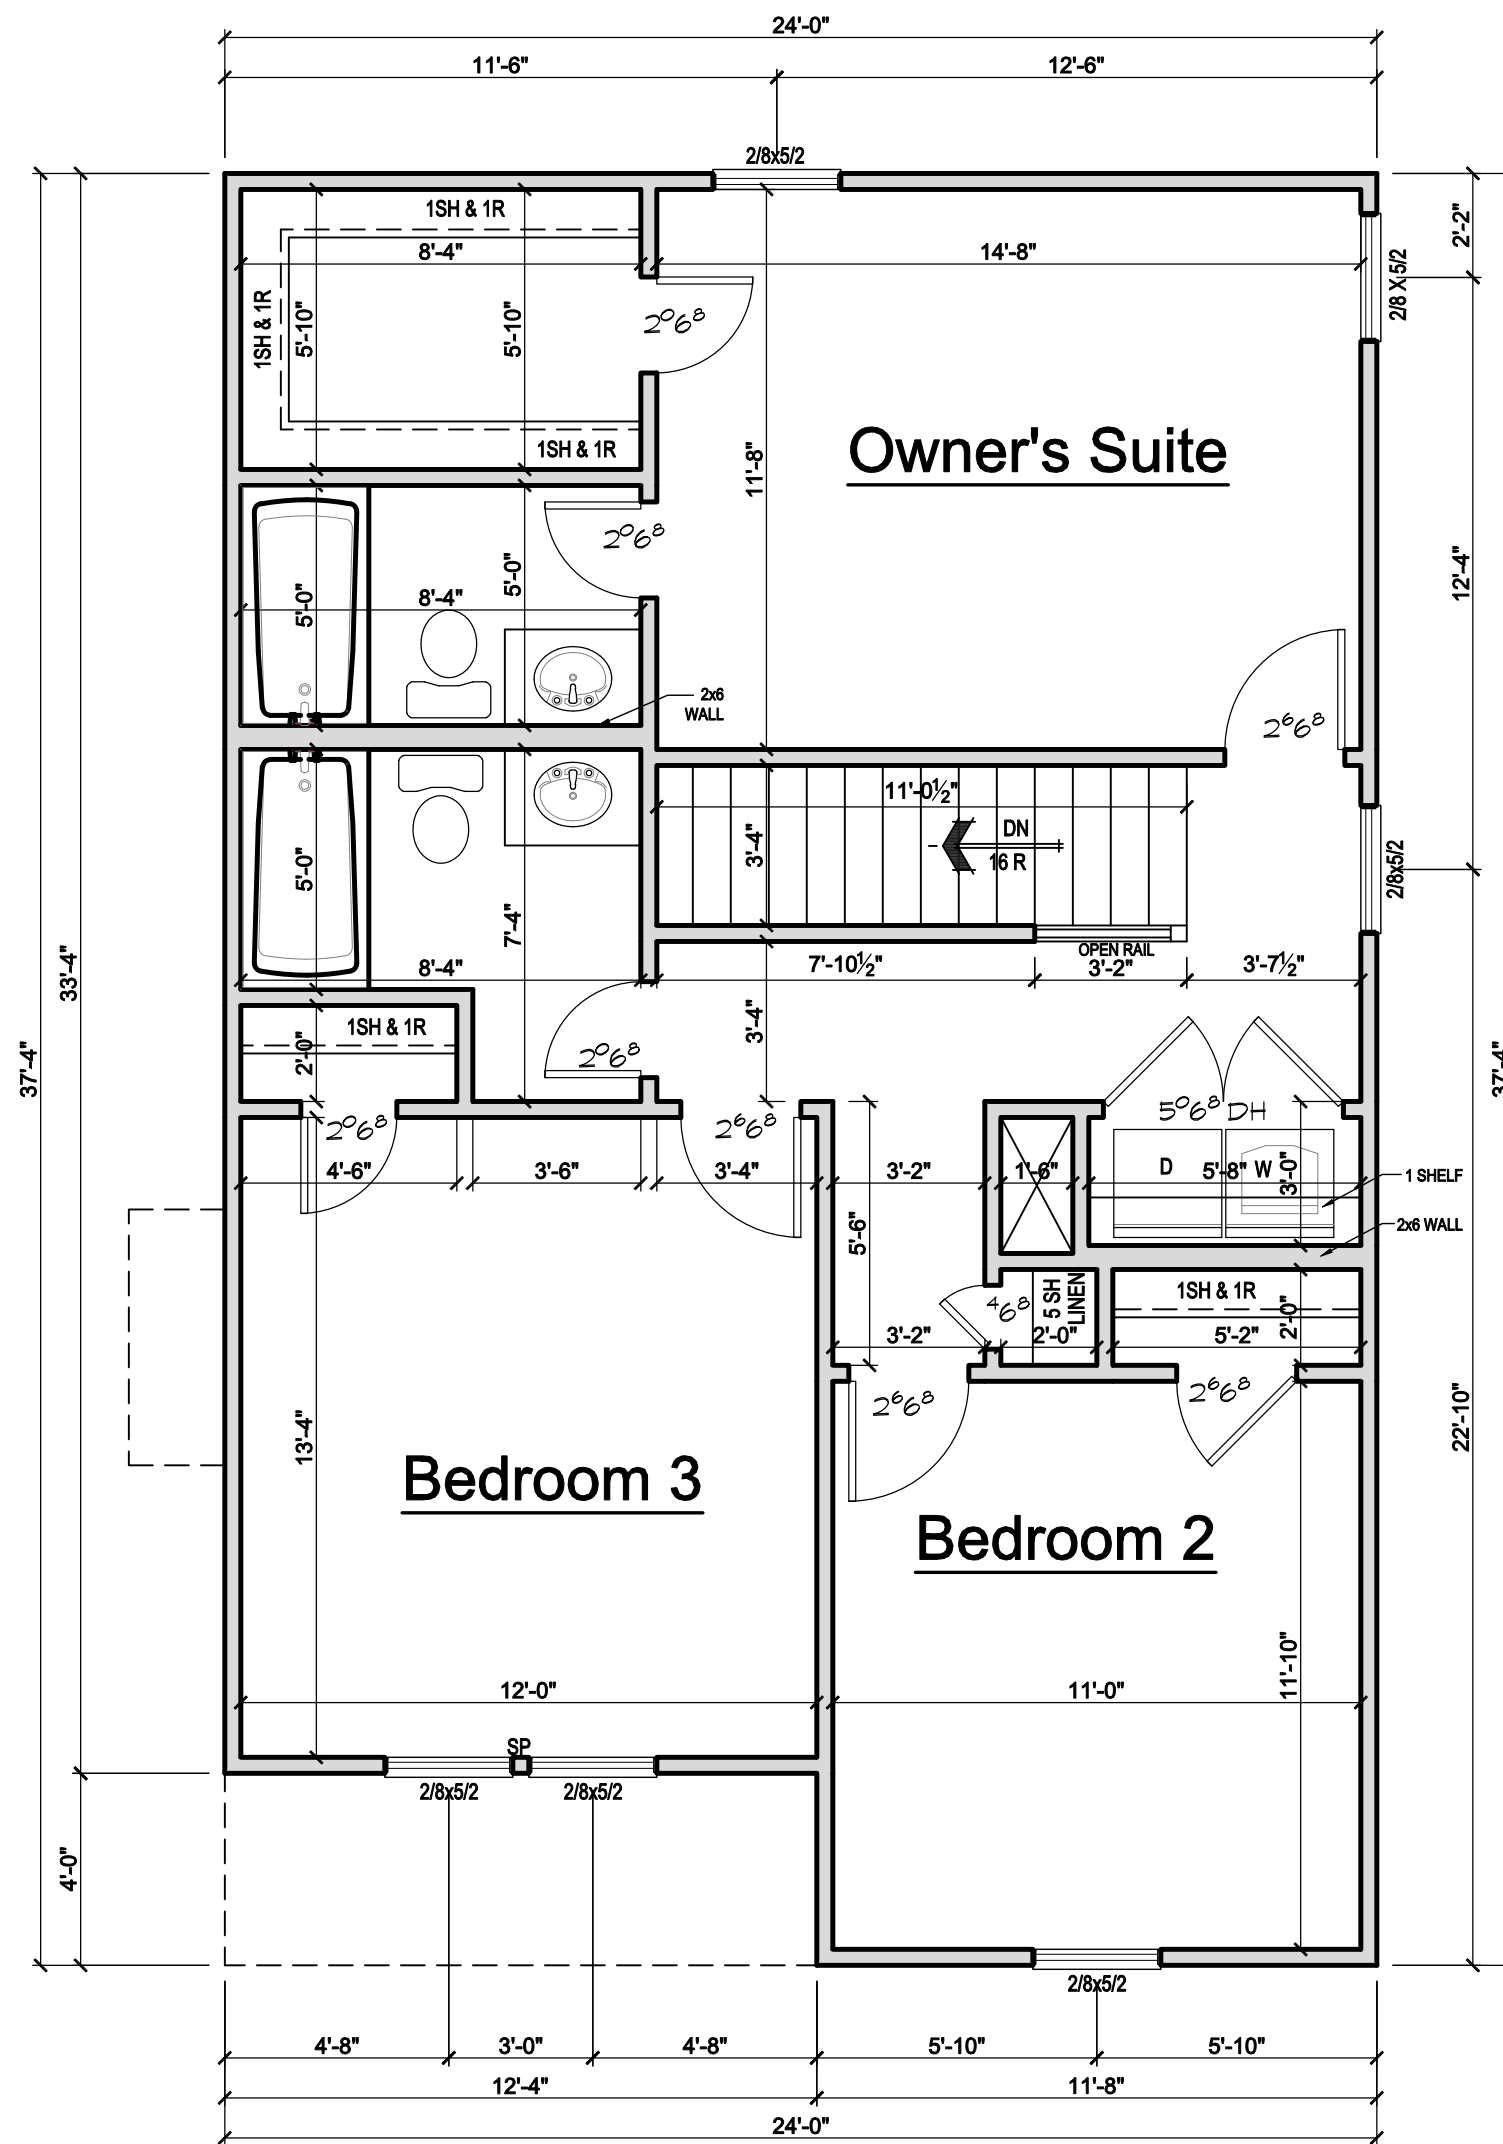 24'-0"
11'-6"
12'-6"
2/8x5/2
1SH & 1R
2'-2"
8'-4"
14'-8"
2/8 X 5/2
1SH & 1R
5'-10"
5'-10"
2⁰6⁸
Owner's Suite
1SH & 1R
11'-8"
2⁰6⁸
12'-4"
5'-0"
8'-4"
5'-0"
2x6
WALL
2⁶6⁸
11'-0½"
DN
16 R
3'-4"
2/8x5/2
5'-0"
7'-4"
33'-4"
OPEN RAIL
8'-4"
7'-10½"
3'-2"
3'-7½"
1SH & 1R
3'-4"
2'-0"
2⁰6⁸
37'-4"
37'-4"
2⁰6⁸
2⁶6⁸
5⁰6⁸ DH
4'-6"
3'-6"
3'-4"
3'-2"
1'-6"
D
5'-8"
W
3'-0"
1 SHELF
5'-6"
2x6 WALL
5 SH
LINEN
1SH & 1R
⁴6⁸
3'-2"
2'-0"
5'-2"
2'-0"
2⁶6⁸
2⁶6⁸
13'-4"
22'-10"
Bedroom 3
Bedroom 2
11'-10"
12'-0"
11'-0"
SP
2/8x5/2
2/8x5/2
4'-0"
2/8x5/2
4'-8"
3'-0"
4'-8"
5'-10"
5'-10"
12'-4"
11'-8"
24'-0"